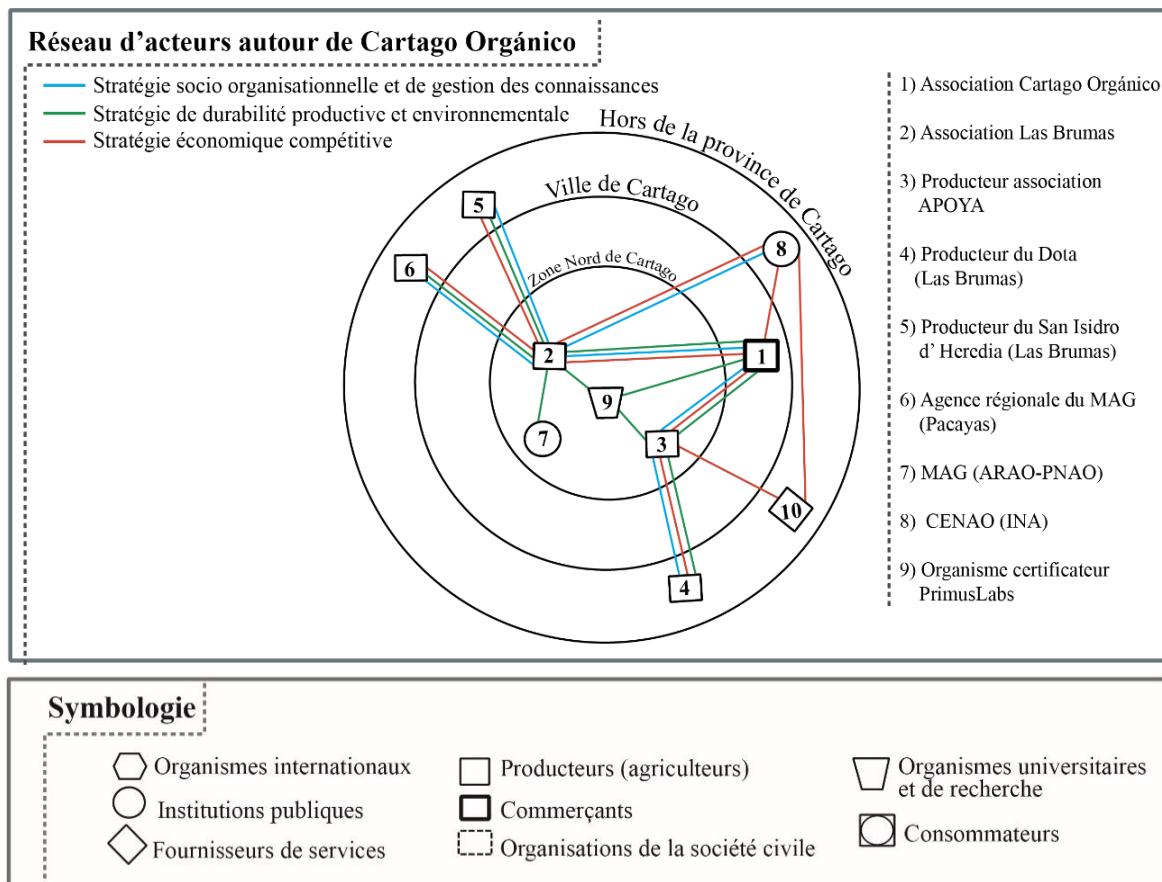 Réseau d'acteurs autour de Cartago Orgánico
Stratégie socio organisationnelle et de gestion des connaissances
Stratégie de durabilité productive et environnementale
Stratégie économique compétitive
Hors de la province de Cartago
Ville de Cartago
Zone Nord de Cartago
5
8
6
2
1
9
7
3
10
4
1) Association Cartago Orgánico
2) Association Las Brumas
3) Producteur association
APOYA
4) Producteur du Dota
(Las Brumas)
5) Producteur du San Isidro
d' Heredia (Las Brumas)
6) Agence régionale du MAG
(Pacayas)
7) MAG (ARAO-PNAO)
8) CENAO (INA)
9) Organisme certificateur
PrimusLabs
Symbologie
Organismes internaux
Institutions publiques
Fournisseurs de services
Producteurs (agriculteurs)
Commerçants
Organisations de la société civile
Organismes universitaires
et de recherche
Consommateurs